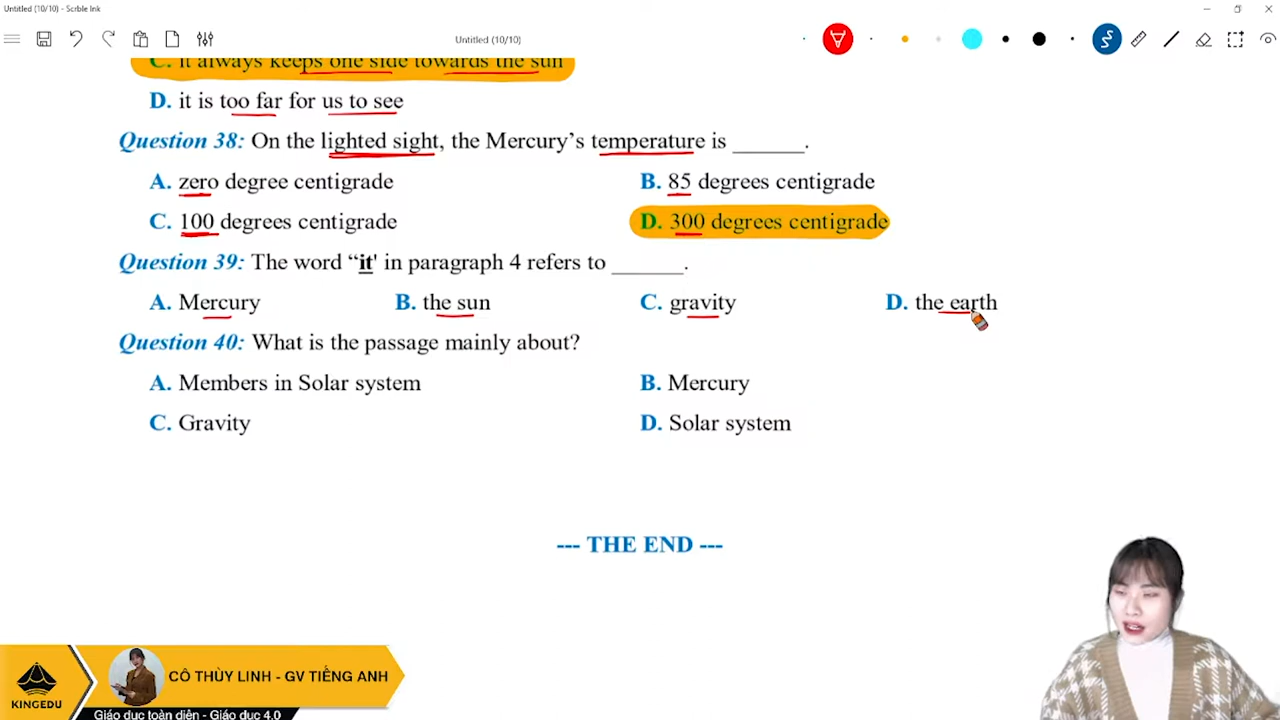 Untitled (10/10) - Scrble Ink
Untitled (10/10)
C. it always keeps one side towards the sun
D. it is too far for us to see
Question 38: On the lighted sight, the Mercury’s temperature is ______.
A. zero degree centigrade
B. 85 degrees centigrade
C. 100 degrees centigrade
D. 300 degrees centigrade
Question 39: The word “it' in paragraph 4 refers to ______.
A. Mercury
B. the sun
C. gravity
D. the earth
Question 40: What is the passage mainly about?
A. Members in Solar system
B. Mercury
C. Gravity
D. Solar system
--- THE END ---
KINGEDU
CÔ THÙY LINH - GV TIẾNG ANH
Giáo dục toàn diện - Giáo dục 4.0